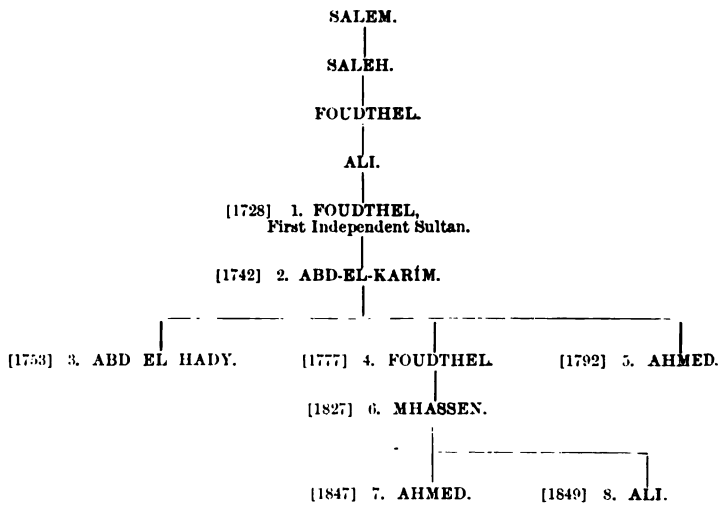 SALEM.
SALEH.
FOUDTHEL.
ALI.
[1728] 1. FOUDTHEL,
First Independent Sultan.
[1742] 2. ABD-EL-KARÍM.
[1753] 3. ABD EL HADY. [1777] 4. FOUDTHEL. [1792] 5. AHMED.
[1827] 6. MHASSEN.
[1847] 7. AHMED. [1849] 8. ALI.